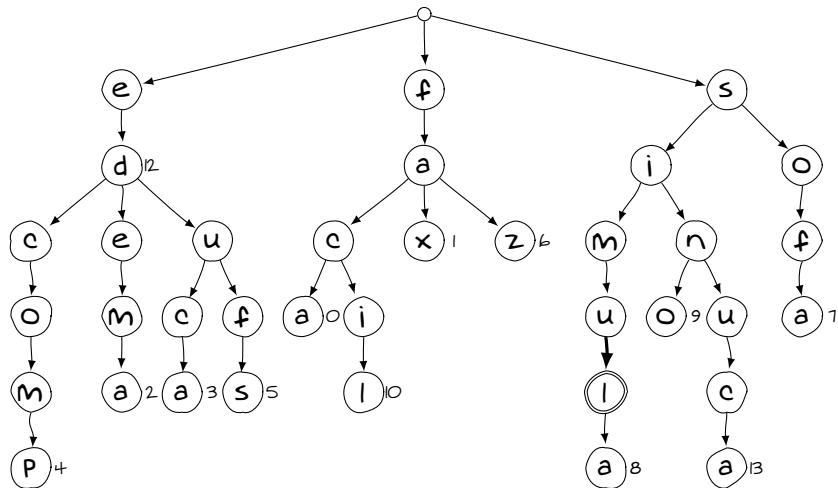 e f s
d 12 a i o
c e u c x 1 z 6 m n f
o m c f a 0 i u o 9 u a 7
m a 2 a 3 s 5 l 10 l c
p 4 a 8 a 13